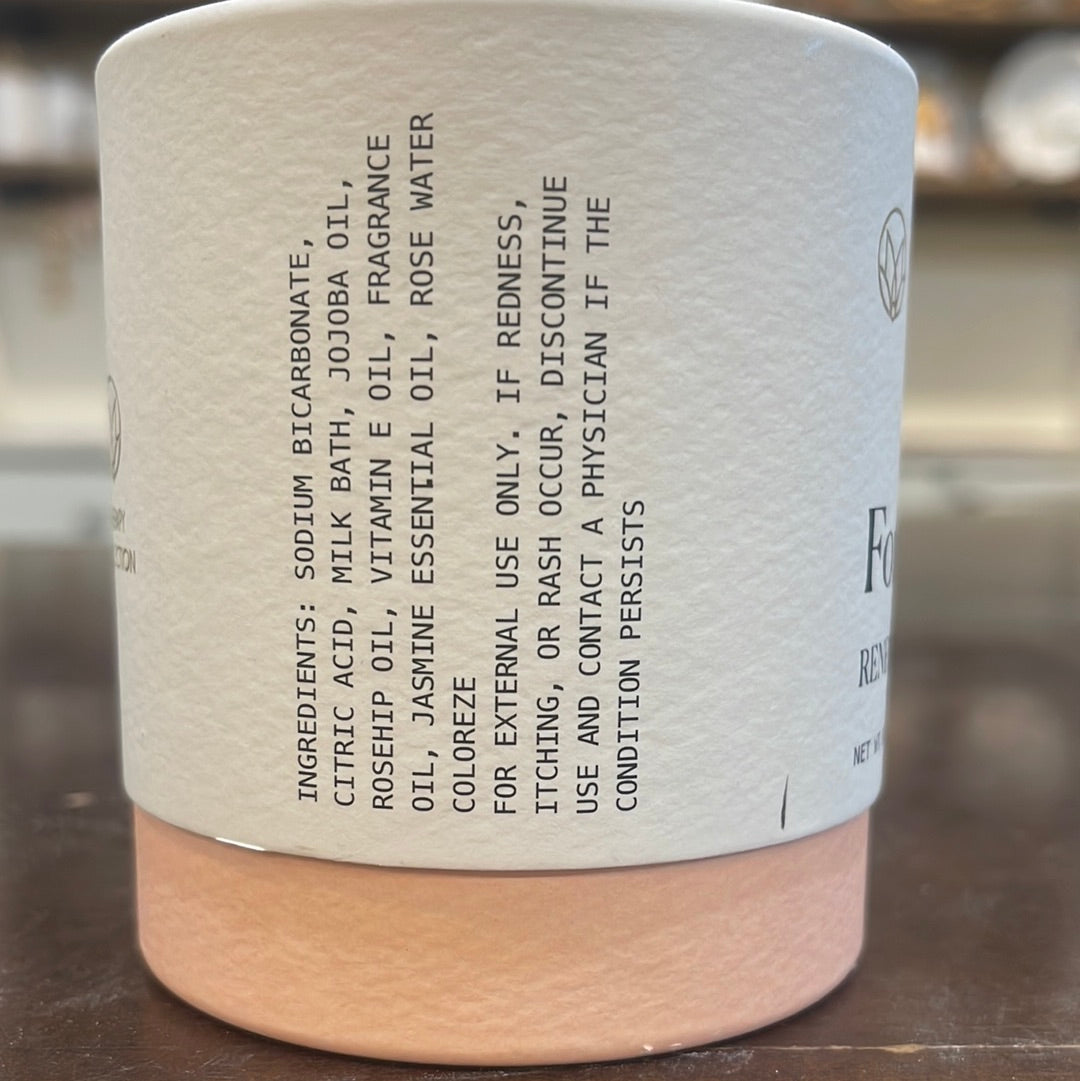 INGREDIENTS: SODIUM BICARBONATE,
CITRIC ACID, MILK BATH, JOJOBA OIL,
ROSEHIP OIL, VITAMIN E OIL, FRAGRANCE
OIL, JASMINE ESSENTIAL OIL, ROSE WATER
COLOREZE
FOR EXTERNAL USE ONLY. IF REDNESS,
ITCHING, OR RASH OCCUR, DISCONTINUE
USE AND CONTACT A PHYSICIAN IF THE
CONDITION PERSISTS
NET WT